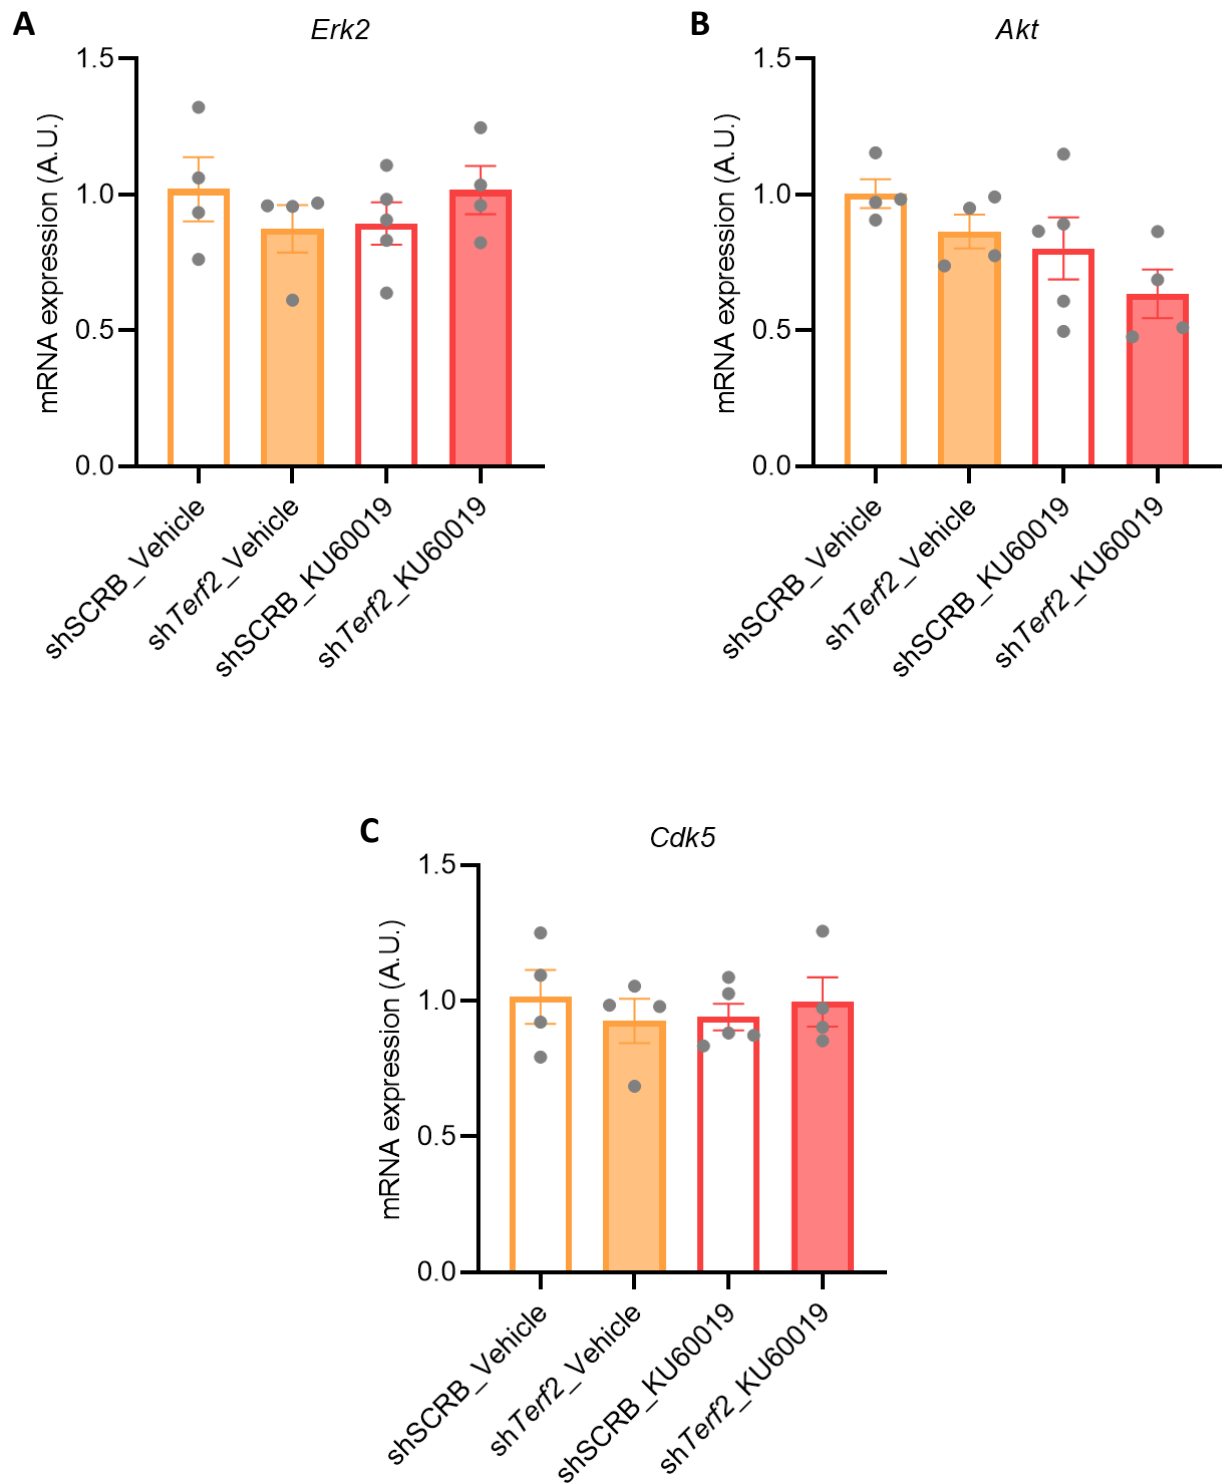 A
Erk2
mRNA expression (A.U.)
1.5
1.0
0.5
0.0
shSCRB_Vehicle
shTerf2_Vehicle
shSCRB_KU60019
shTerf2_KU60019
B
Akt
mRNA expression (A.U.)
1.5
1.0
0.5
0.0
shSCRB_Vehicle
shTerf2_Vehicle
shSCRB_KU60019
shTerf2_KU60019
C
Cdk5
mRNA expression (A.U.)
1.5
1.0
0.5
0.0
shSCRB_Vehicle
shTerf2_Vehicle
shSCRB_KU60019
shTerf2_KU60019